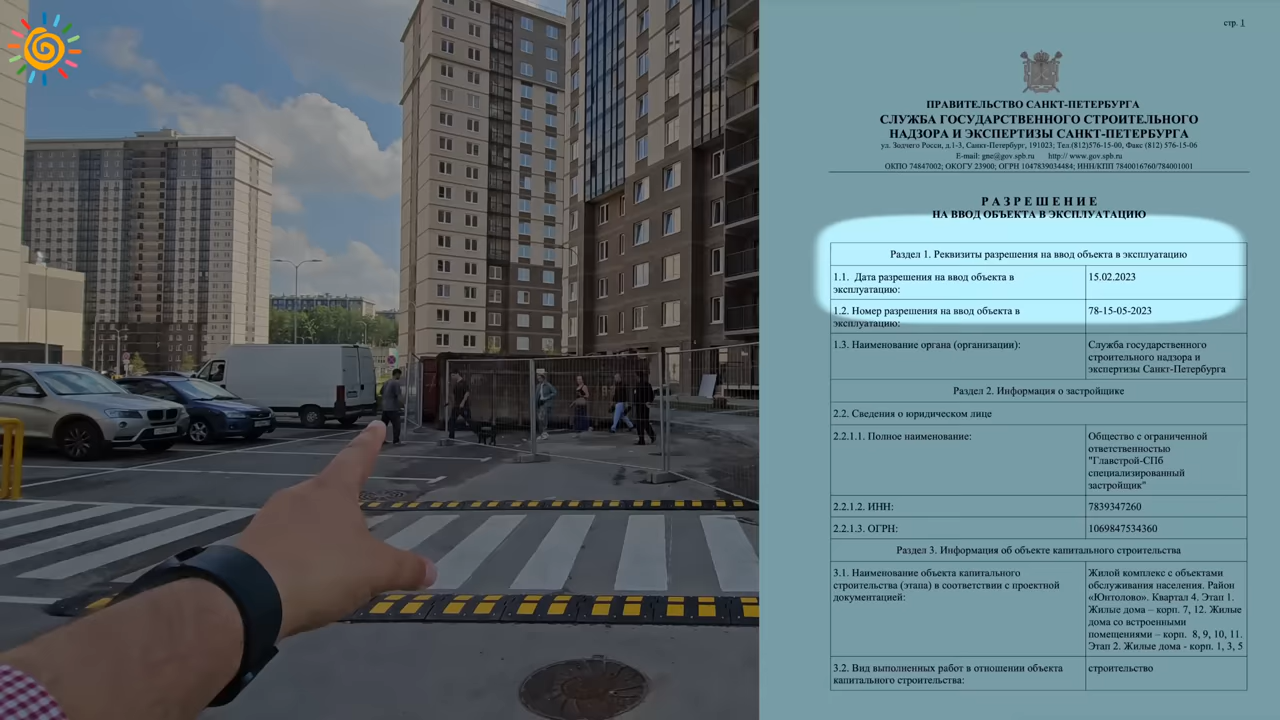 стр. 1
ПРАВИТЕЛЬСТВО САНКТ-ПЕТЕРБУРГА
СЛУЖБА ГОСУДАРСТВЕННОГО СТРОИТЕЛЬНОГО
НАДЗОРА И ЭКСПЕРТИЗЫ САНКТ-ПЕТЕРБУРГА
ул. Зодчего Росси, д.1-3, Санкт-Петербург, 191023; Тел.(812)576-15-00, Факс (812) 576-15-06
E-mail: gne@gov.spb.ru http:// www.gov.spb.ru
ОКПО 74847002; ОКОГУ 23900; ОГРН 1047839034484; ИНН/КПП 7840016760/784001001
Р А З Р Е Ш Е Н И Е
НА ВВОД ОБЪЕКТА В ЭКСПЛУАТАЦИЮ
Раздел 1. Реквизиты разрешения на ввод объекта в эксплуатацию
1.1. Дата разрешения на ввод объекта в
эксплуатацию:
15.02.2023
1.2. Номер разрешения на ввод объекта в
эксплуатацию:
78-15-05-2023
1.3. Наименование органа (организации):
Служба государственного
строительного надзора и
экспертизы Санкт-Петербурга
Раздел 2. Информация о застройщике
2.2. Сведения о юридическом лице
2.2.1.1. Полное наименование:
Общество с ограниченной
ответственностью
"Главстрой-СПб
специализированный
застройщик"
2.2.1.2. ИНН:
7839347260
2.2.1.3. ОГРН:
1069847534360
Раздел 3. Информация об объекте капитального строительства
3.1. Наименование объекта капитального
строительства (этапа) в соответствии с проектной
документацией:
Жилой комплекс с объектами
обслуживания населения. Район
«Юнтолово». Квартал 4. Этап 1.
Жилые дома – корп. 7, 12. Жилые
дома со встроенными
помещениями – корп. 8, 9, 10, 11.
Этап 2. Жилые дома - корп. 1, 3, 5
3.2. Вид выполненных работ в отношении объекта
капитального строительства:
строительство